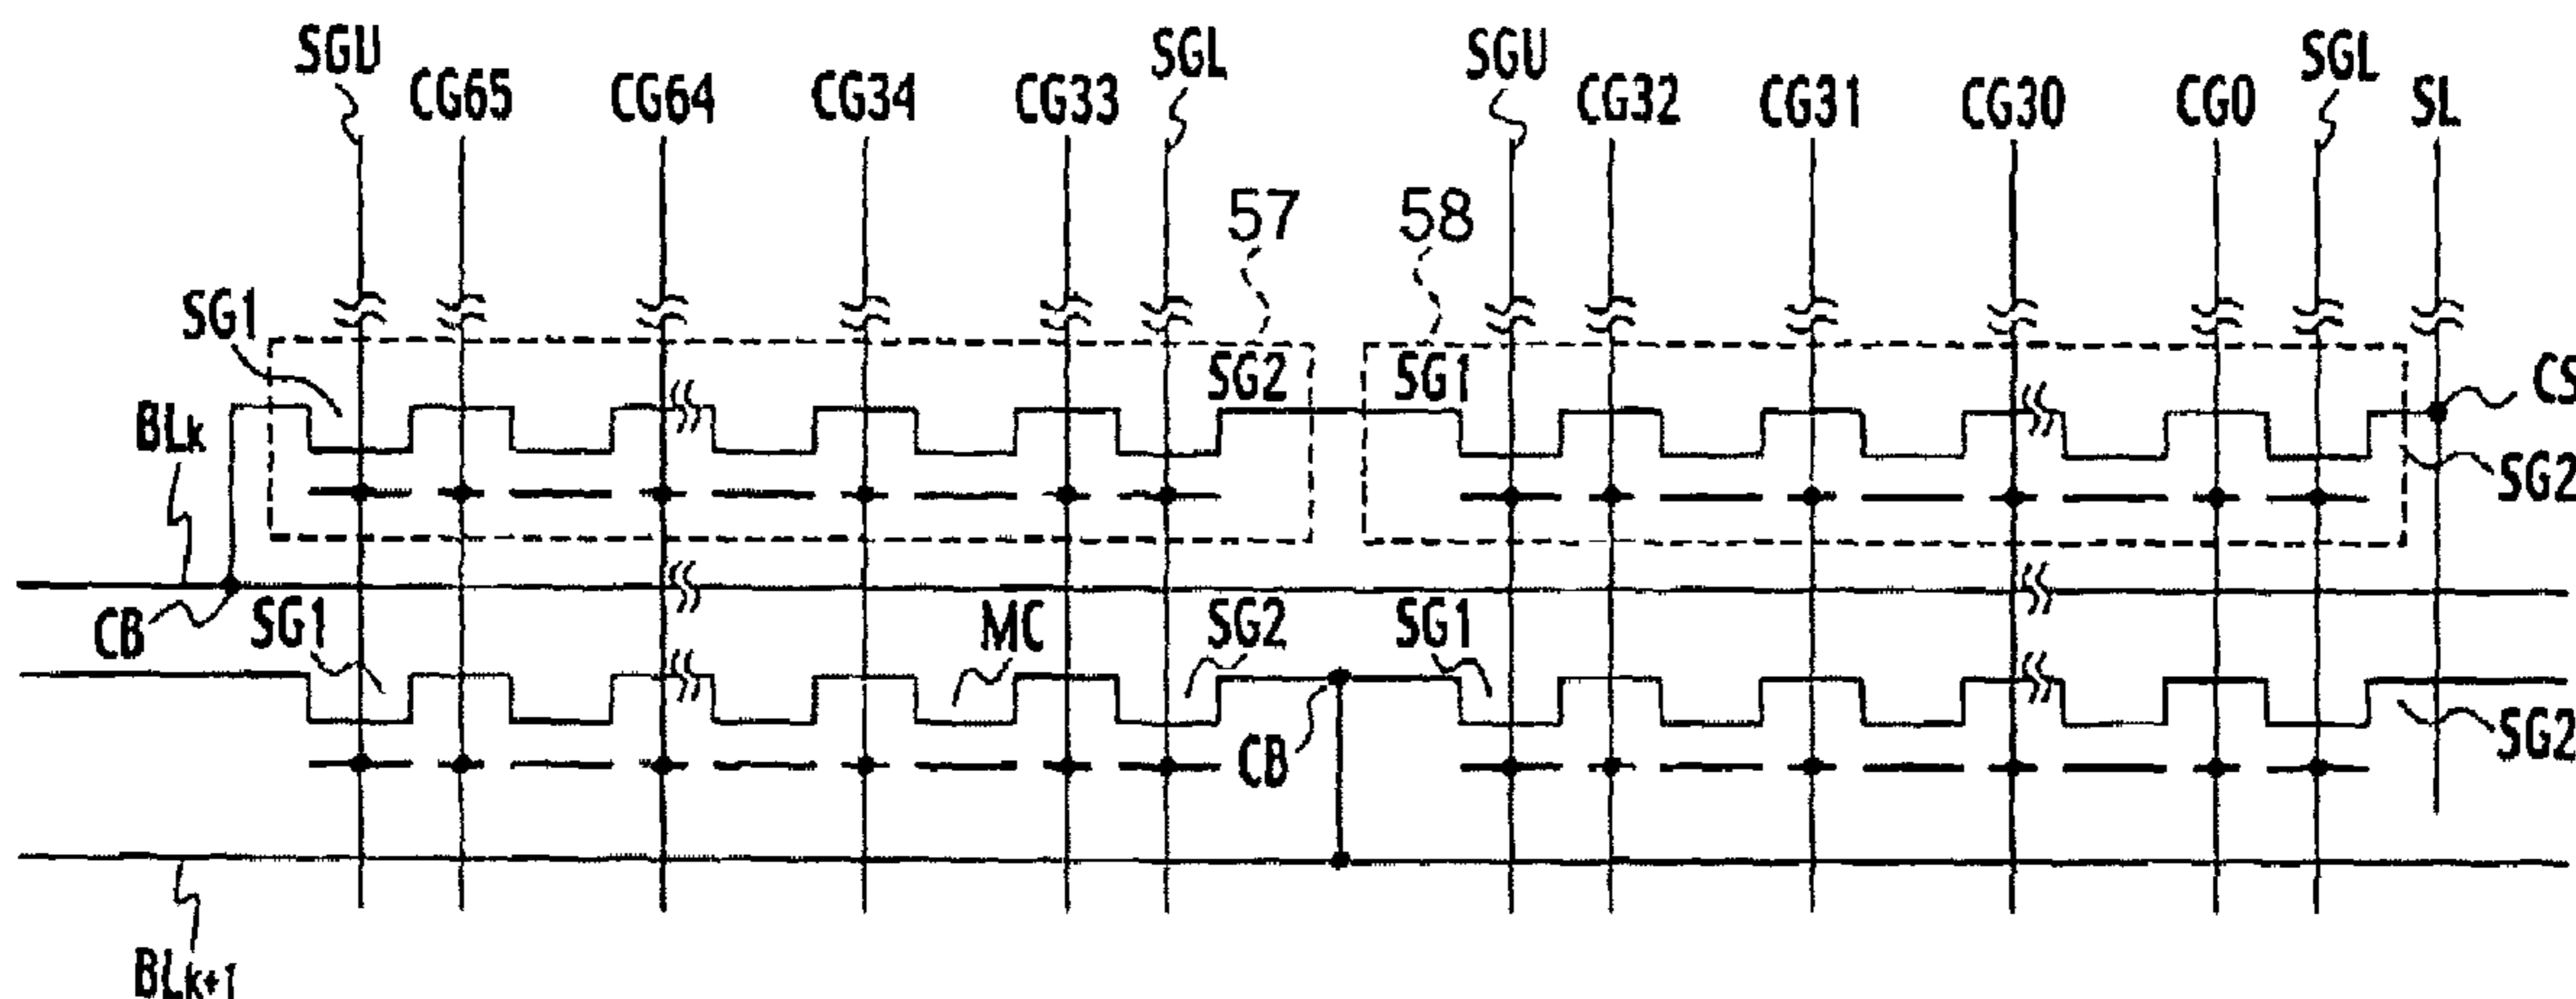 SGU CG65 CG64 CG34 CG33 SGL SGU CG32 CG31 CG30 CG0 SGL SL
57 58
SG1 SG2 SG1 CS
BLk SG2
CB SG1 MC SG2 SG1
CB SG2
BLk+1